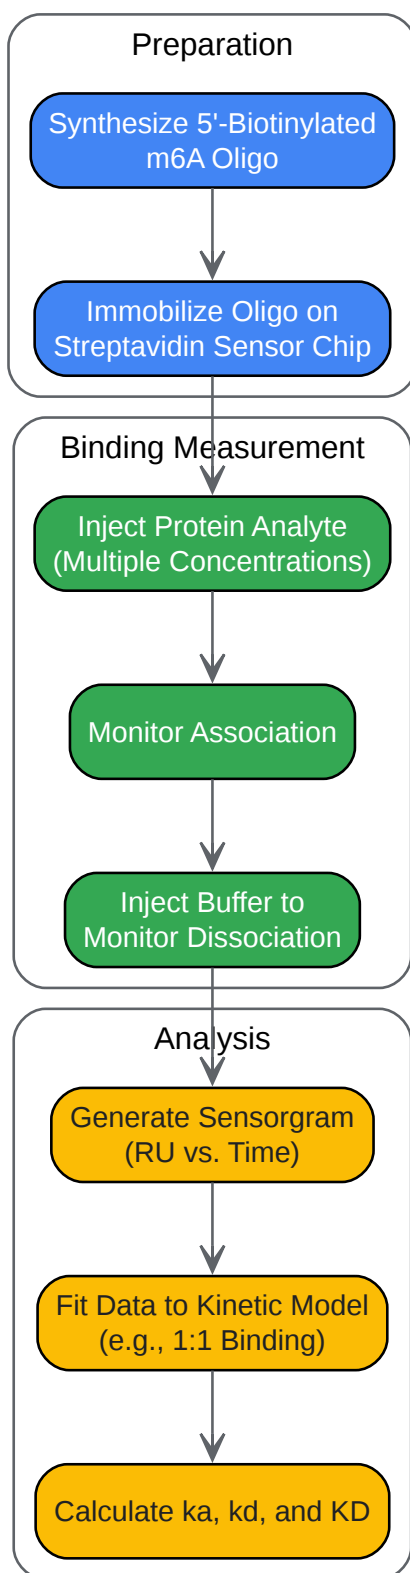 Preparation
Synthesize 5'-Biotinylated
m6A Oligo
Immobilize Oligo on
Streptavidin Sensor Chip
Binding Measurement
Inject Protein Analyte
(Multiple Concentrations)
Monitor Association
Inject Buffer to
Monitor Dissociation
Analysis
Generate Sensorgram
(RU vs. Time)
Fit Data to Kinetic Model
(e.g., 1:1 Binding)
Calculate ka, kd, and KD